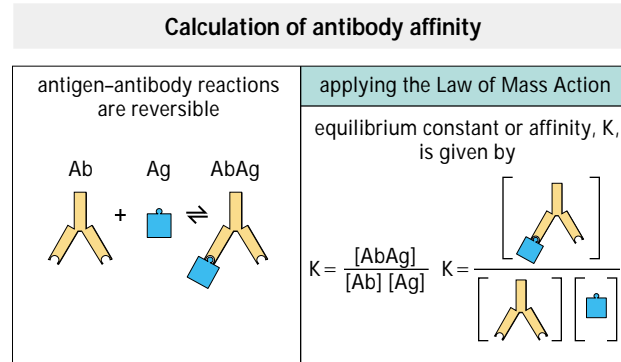 Calculation of antibody affinity
antigen–antibody reactions
are reversible
Ab + Ag ⇌ AbAg
applying the Law of Mass Action
equilibrium constant or affinity, K,
is given by
K = [AbAg] / [Ab] [Ag]
K =